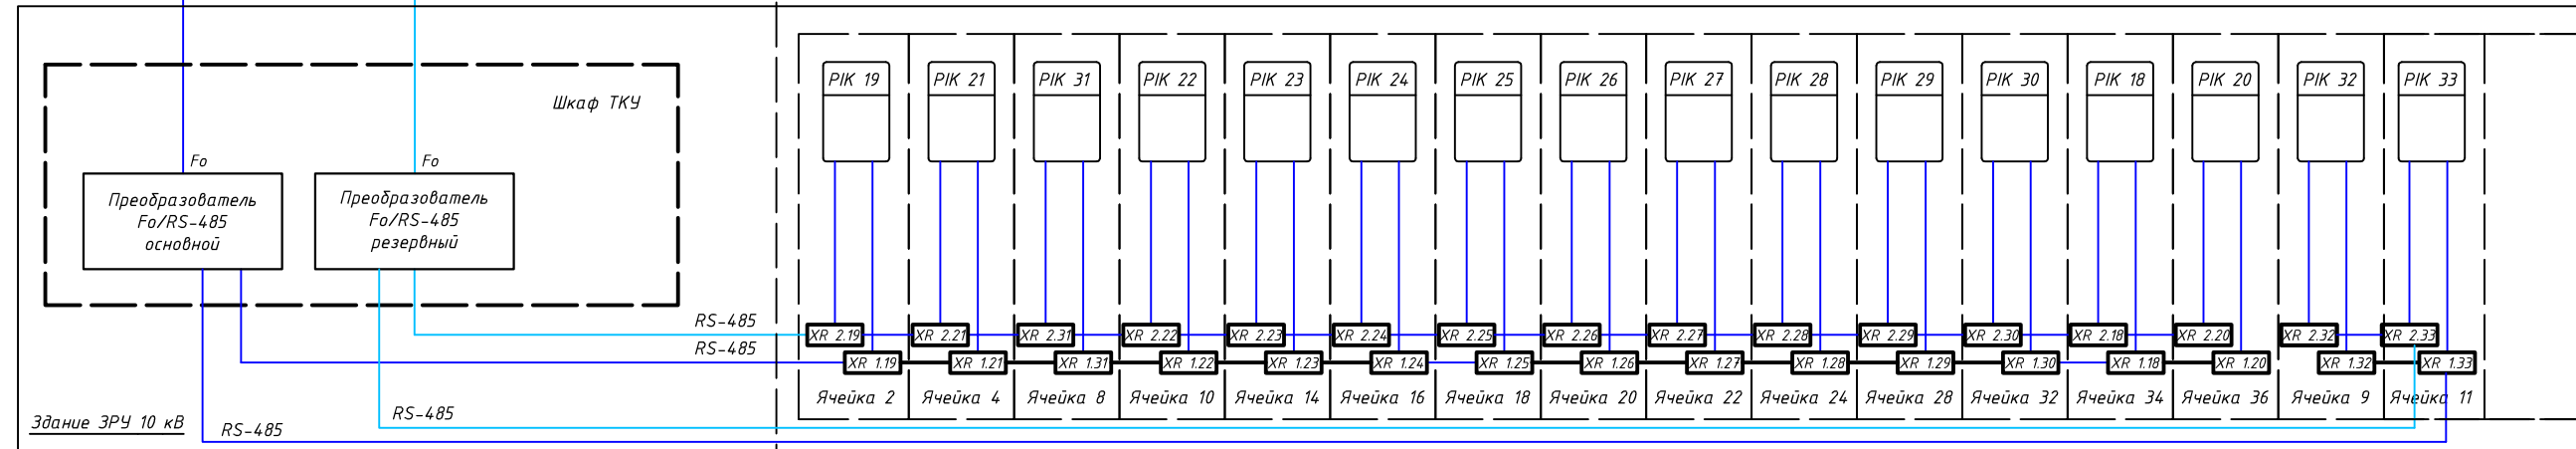 PIK 19 PIK 21 PIK 31 PIK 22 PIK 23 PIK 24 PIK 25 PIK 26 PIK 27 PIK 28 PIK 29 PIK 30 PIK 18 PIK 20 PIK 32 PIK 33
Шкаф ТКУ
Fo Fo
Преобразователь
Fo/RS-485
основной
Преобразователь
Fo/RS-485
резервный
RS-485
XR 2.19 XR 2.21 XR 2.31 XR 2.22 XR 2.23 XR 2.24 XR 2.25 XR 2.26 XR 2.27 XR 2.28 XR 2.29 XR 2.30 XR 2.18 XR 2.20 XR 2.32 XR 2.33
RS-485
XR 1.19 XR 1.21 XR 1.31 XR 1.22 XR 1.23 XR 1.24 XR 1.25 XR 1.26 XR 1.27 XR 1.28 XR 1.29 XR 1.30 XR 1.18 XR 1.20 XR 1.32 XR 1.33
Ячейка 2 Ячейка 4 Ячейка 8 Ячейка 10 Ячейка 14 Ячейка 16 Ячейка 18 Ячейка 20 Ячейка 22 Ячейка 24 Ячейка 28 Ячейка 32 Ячейка 34 Ячейка 36 Ячейка 9 Ячейка 11
RS-485
Здание ЗРУ 10 кВ
RS-485